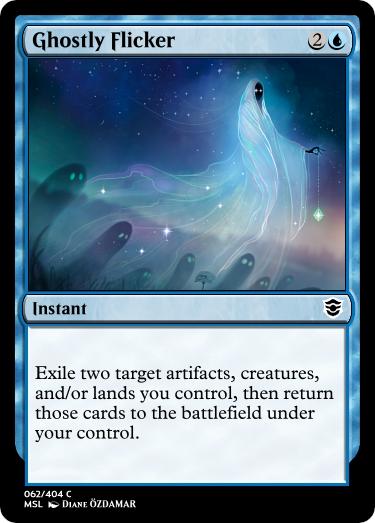 Ghostly Flicker 2
Instant
Exile two target artifacts, creatures,
and/or lands you control, then return
those cards to the battlefield under
your control.
062/404 C
MSL Diane ÖZDAMAR